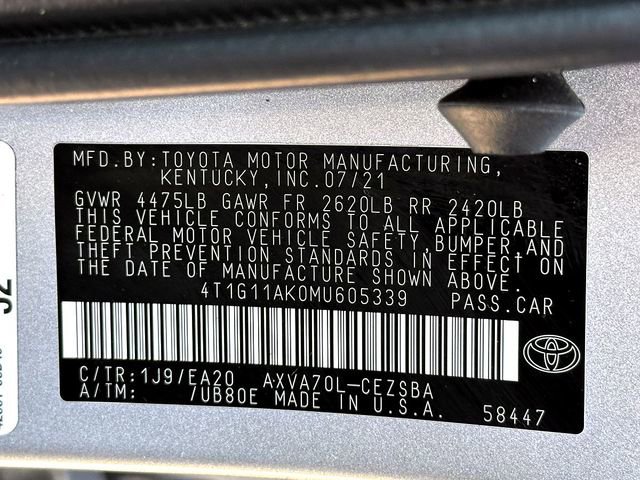 MFD. BY: TOYOTA MOTOR MANUFACTURING,
KENTUCKY, INC. 07/21
GVWR 4475LB GAWR FR 2620LB RR 2420LB
THIS VEHICLE CONFORMS TO ALL APPLICABLE
FEDERAL MOTOR VEHICLE SAFETY, BUMPER, AND
THEFT PREVENTION STANDARDS IN EFFECT ON
THE DATE OF MANUFACTURE SHOWN ABOVE.
4T1G11AK0MU605339 PASS. CAR
C/TR: 1J9/EA20 AXVA70L-CEZSBA
A/TM: /UB80E MADE IN U.S.A. 58447